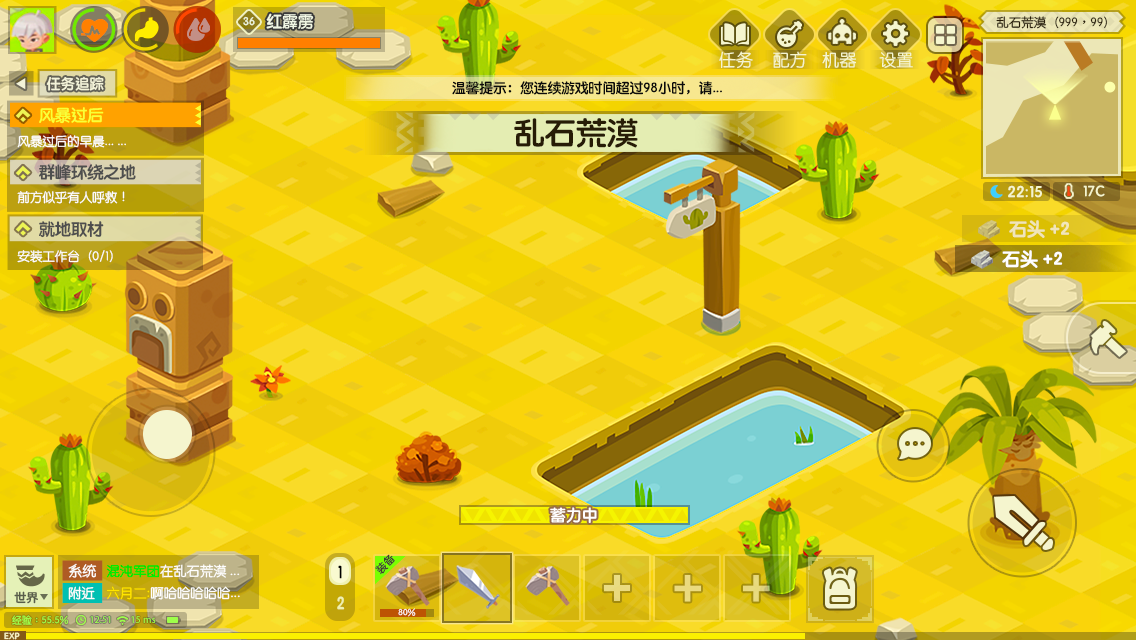 36 红霹雳
任务 配方 机器 设置
乱石荒漠（999，99）
任务追踪
温馨提示：您连续游戏时间超过98小时，请...
风暴过后
风暴过后的早晨... ...
乱石荒漠
群峰环绕之地
前方似乎有人呼救！
22:15 17C
就地取材
安装工作台（0/1）
石头 +2
石头 +2
蓄力中
装备
80%
1
2
世界
系统 混沌军团在乱石荒漠 ...
附近 六月二:啊哈哈哈哈哈...
经验：55.5% 12:51 15 ms
EXP